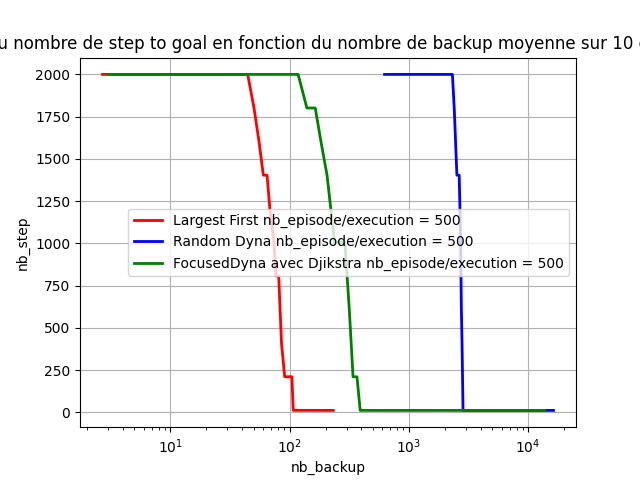 u nombre de step to goal en fonction du nombre de backup moyenne sur 10
2000
1750
1500
1250
1000
750
500
250
0
nb_step
Largest First nb_episode/execution = 500
Random Dyna nb_episode/execution = 500
FocusedDyna avec Djikstra nb_episode/execution = 500
10¹ 10² 10³ 10⁴
nb_backup